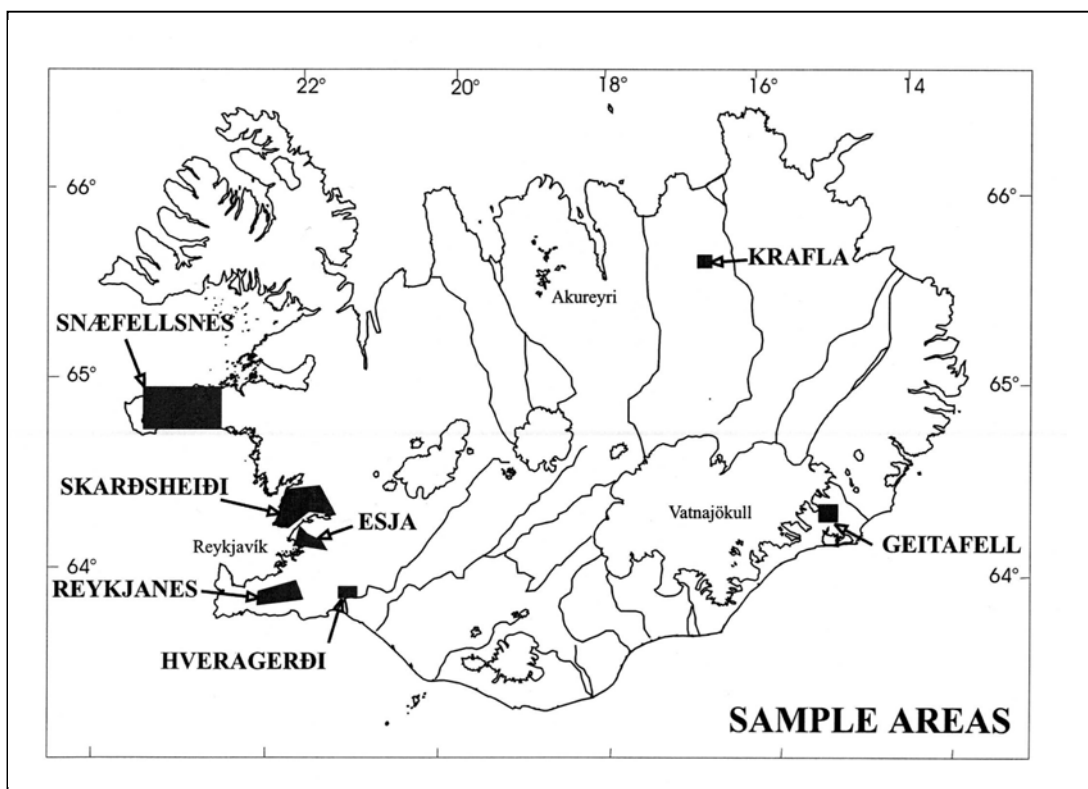 22° 20° 18° 16° 14°
66° 66°
KRAFLA
Akureyri
SNÆFELLSNES
65° 65°
SKARÐSHEIÐI
ESJA
Vatnajökull
Reykjavík
GEITAFELL
64° 64°
REYKJANES
HVERAGERÐI
SAMPLE AREAS